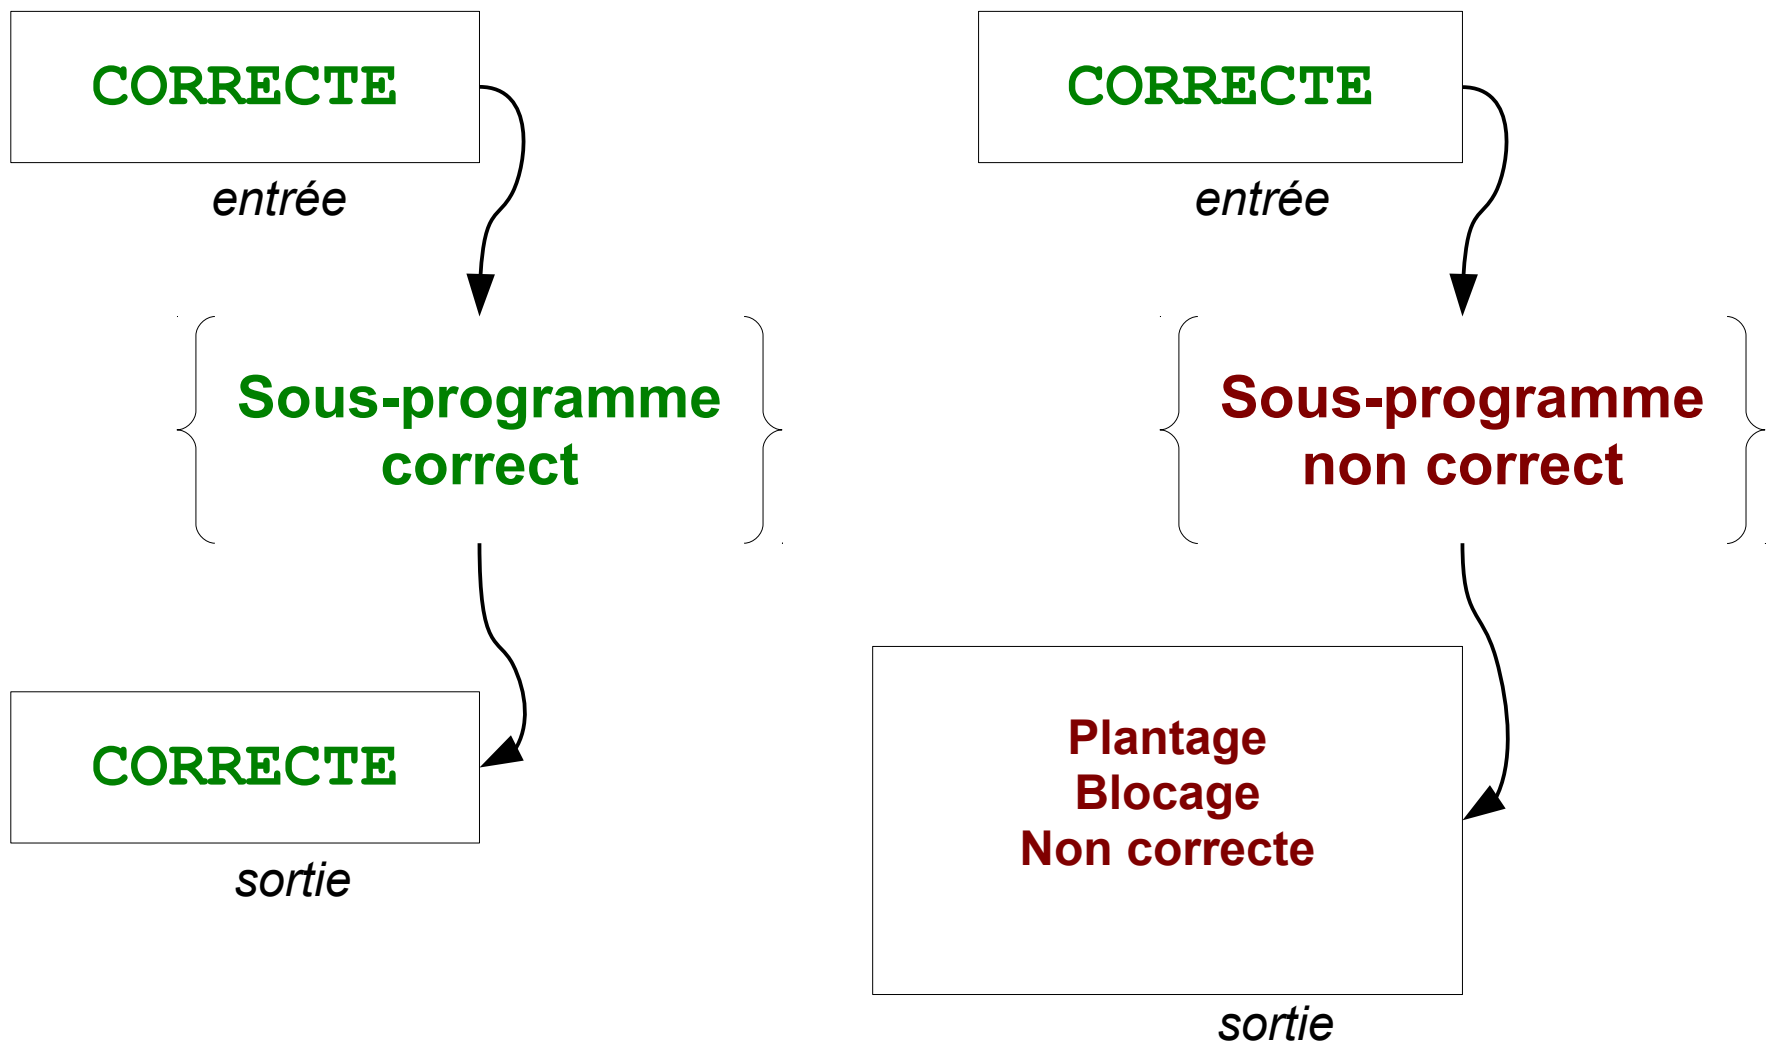 CORRECTE
entrée
Sous-programme
correct
CORRECTE
sortie
CORRECTE
entrée
Sous-programme
non correct
Plantage
Blocage
Non correcte
sortie